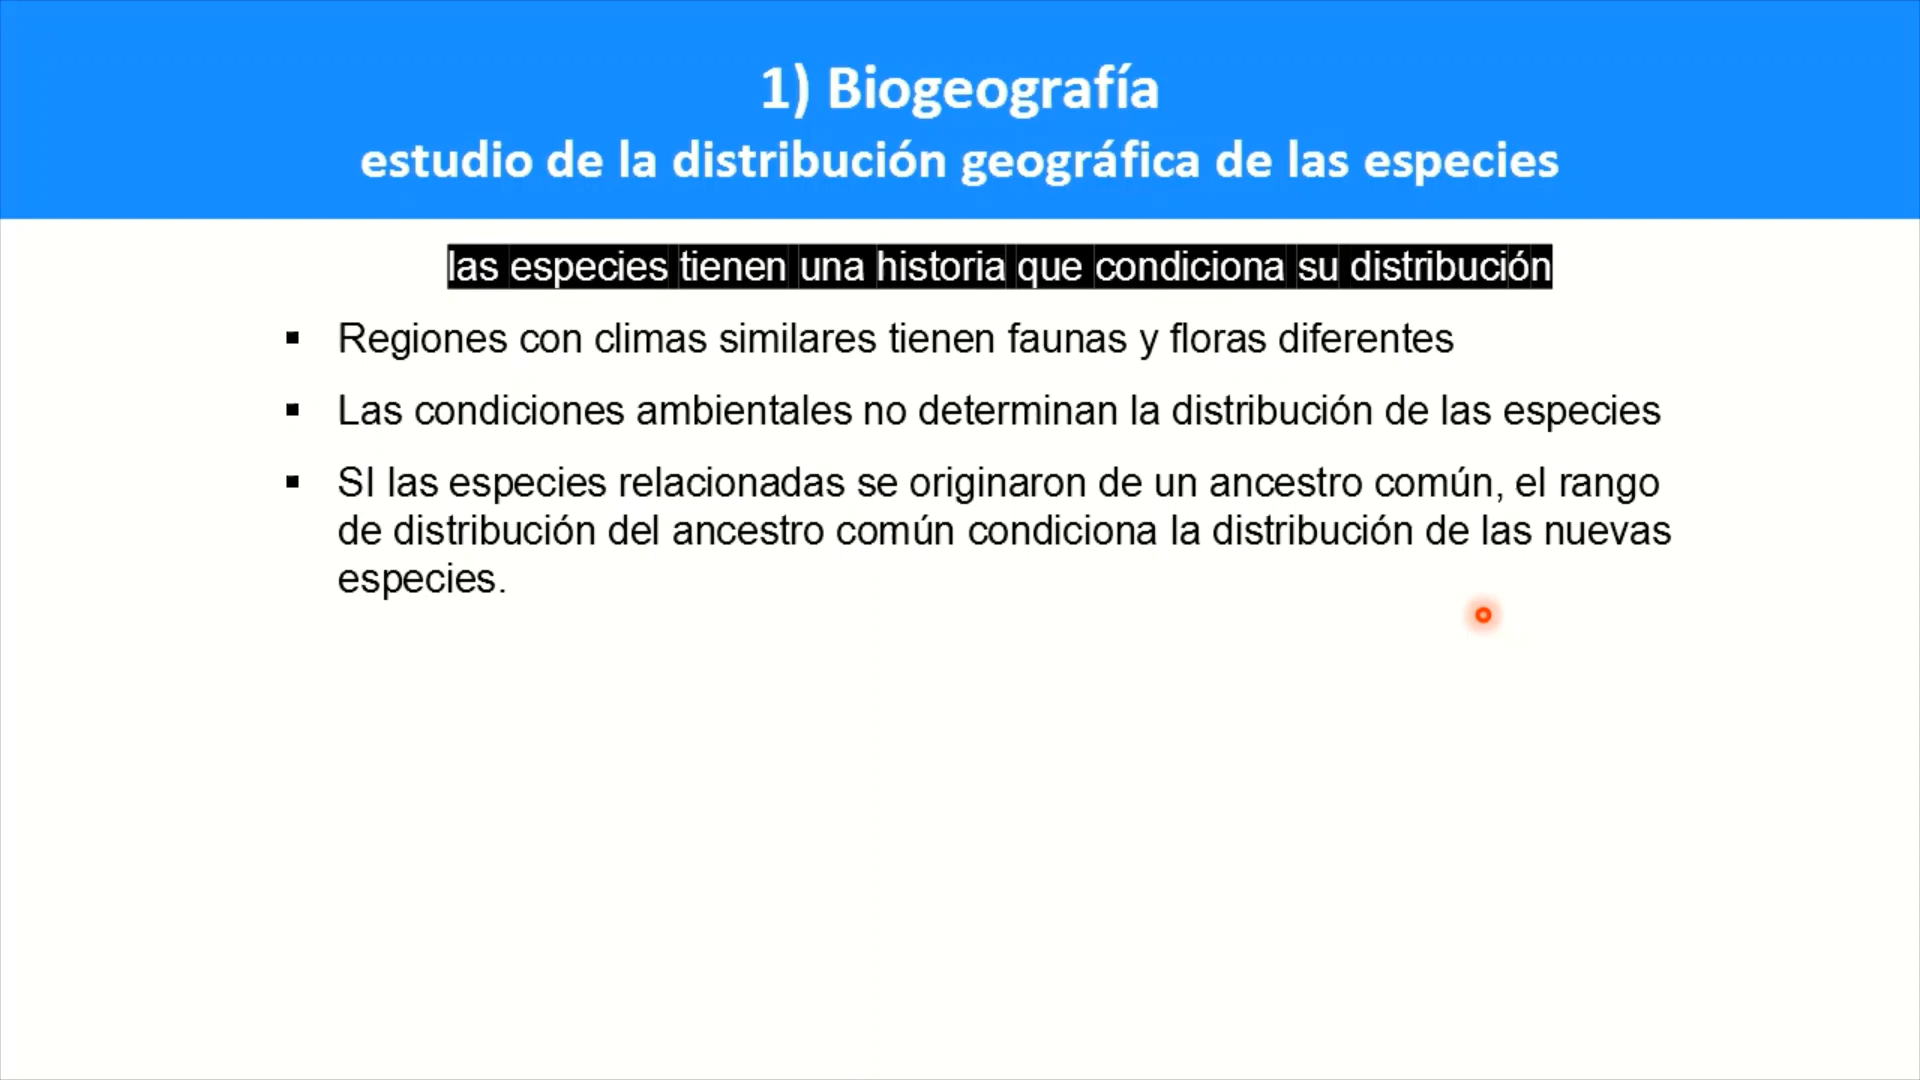 1) Biogeografía
estudio de la distribución geográfica de las especies
las especies tienen una historia que condiciona su distribución
▪ Regiones con climas similares tienen faunas y floras diferentes
▪ Las condiciones ambientales no determinan la distribución de las especies
▪ SI las especies relacionadas se originaron de un ancestro común, el rango
de distribución del ancestro común condiciona la distribución de las nuevas
especies.